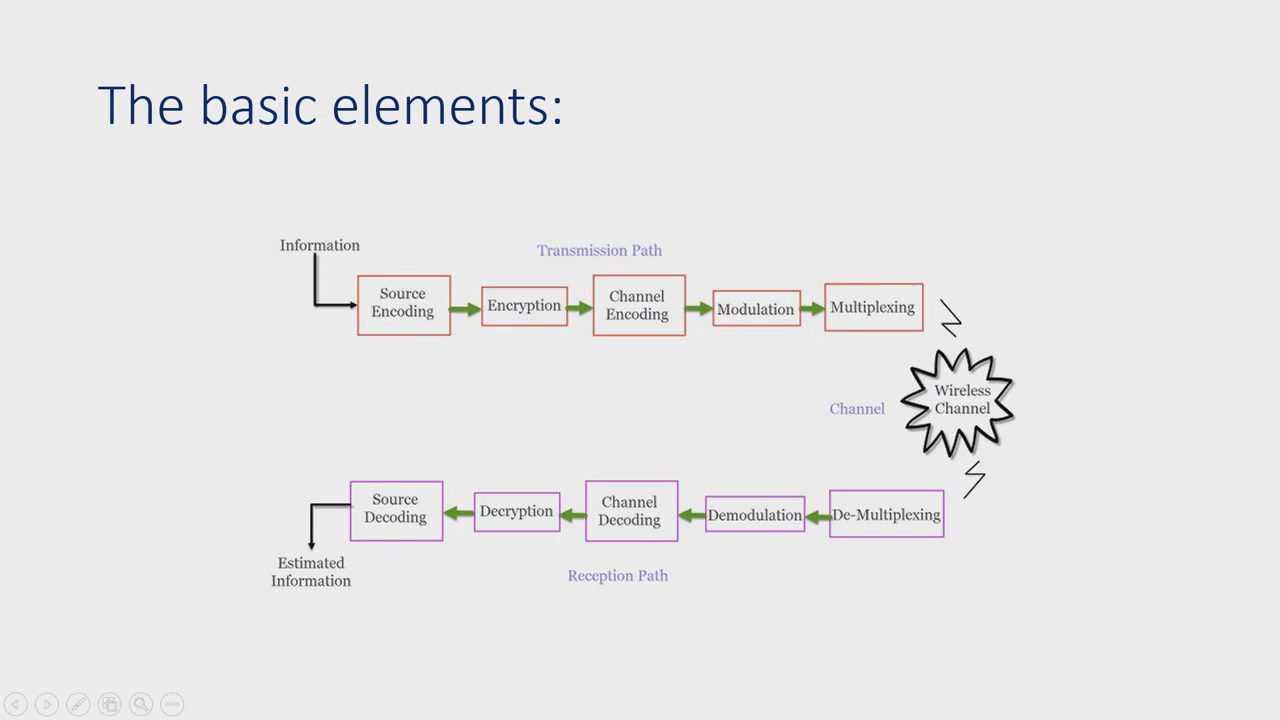 The basic elements:
Information
Transmission Path
Source
Encoding
Encryption
Channel
Encoding
Modulation
Multiplexing
Channel
Wireless
Channel
Source
Decoding
Decryption
Channel
Decoding
Demodulation
De-Multiplexing
Estimated
Information
Reception Path